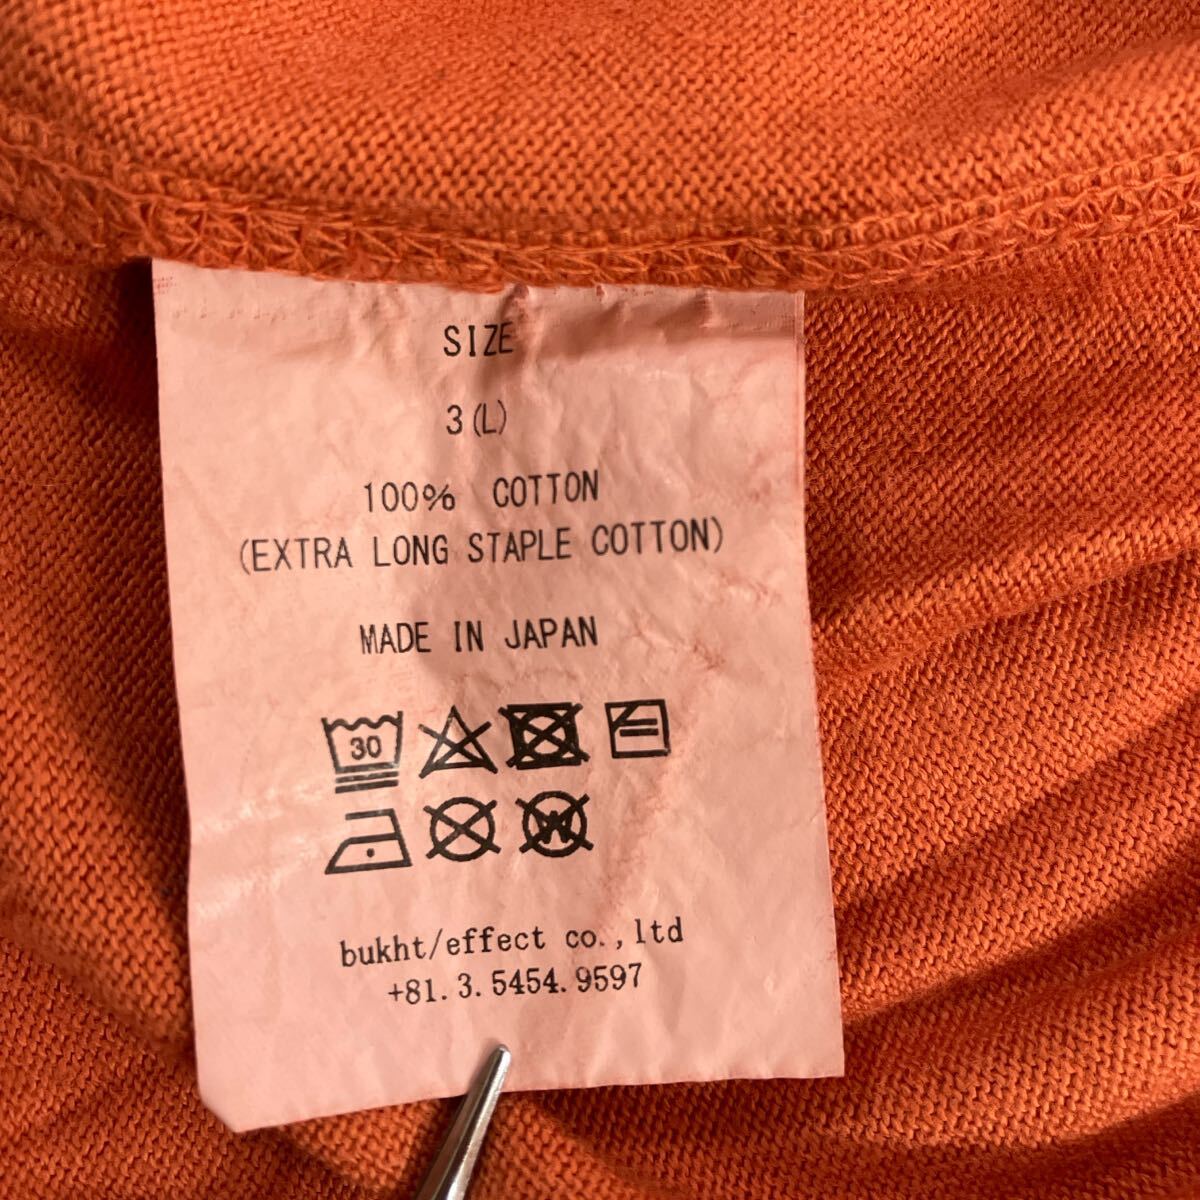 SIZE
3(L)
100% COTTON
(EXTRA LONG STAPLE COTTON)
MADE IN JAPAN
30
W
bukht/effect co.,ltd
+81.3.5454.9597